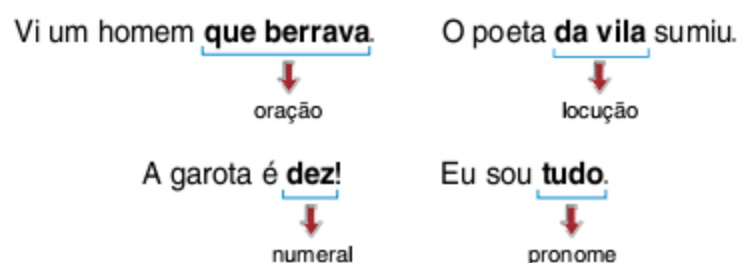 Vi um homem que berrava.
oração
O poeta da vila sumiu.
locução
A garota é dez!
numeral
Eu sou tudo.
pronome